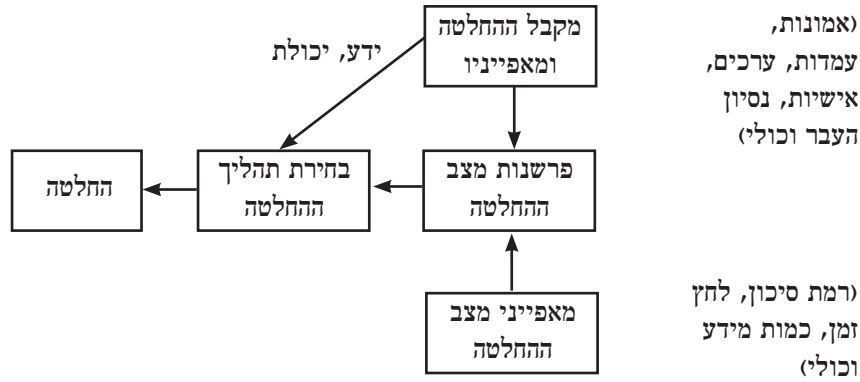 (אמונות,
עמדות, ערכים,
אישיות, נסיון
העבר וכולי)
מקבל ההחלטה
ומאפייניו
ידע, יכולת
פרשנות מצב
ההחלטה
בחירת תהליך
ההחלטה
החלטה
(רמת סיכון, לחץ
זמן, כמות מידע
וכולי)
מאפייני מצב
ההחלטה